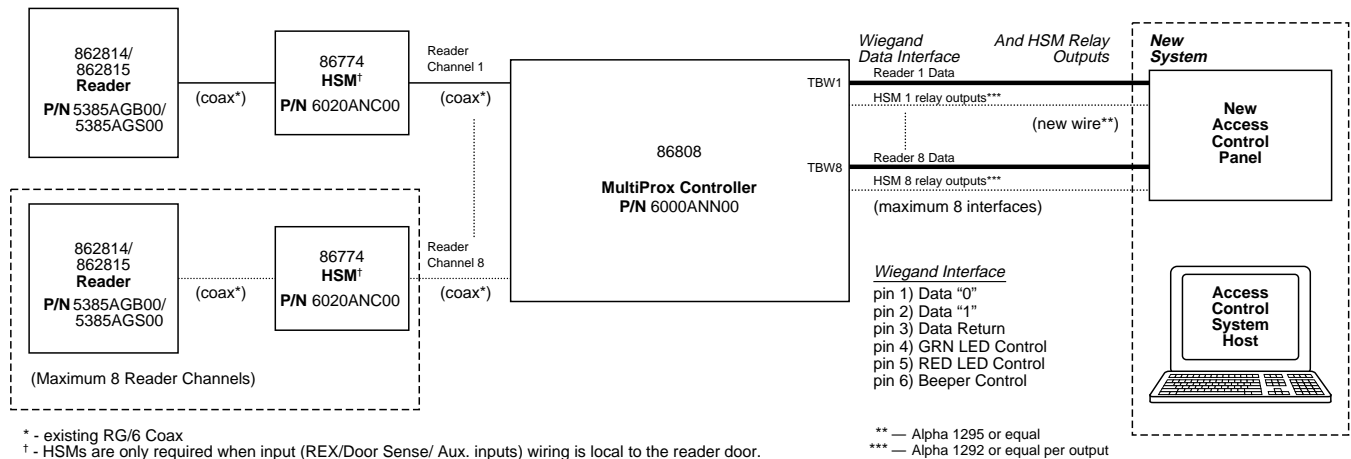 862814/
862815
Reader
P/N 5385AGB00/
5385AGS00
(coax*)
86774
HSM†
P/N 6020ANC00
Reader
Channel 1
(coax*)
86808
MultiProx Controller
P/N 6000ANN00
TBW1
TBW8
Wiegand
Data Interface
And HSM Relay
Outputs
Reader 1 Data
HSM 1 relay outputs***
(new wire**)
Reader 8 Data
HSM 8 relay outputs***
(maximum 8 interfaces)
New
System
New
Access
Control
Panel
862814/
862815
Reader
P/N 5385AGB00/
5385AGS00
(coax*)
86774
HSM†
P/N 6020ANC00
Reader
Channel 8
(coax*)
(Maximum 8 Reader Channels)
Wiegand Interface
pin 1) Data “0”
pin 2) Data “1”
pin 3) Data Return
pin 4) GRN LED Control
pin 5) RED LED Control
pin 6) Beeper Control
Access
Control
System
Host
* - existing RG/6 Coax
† - HSMs are only required when input (REX/Door Sense/ Aux. inputs) wiring is local to the reader door.
** — Alpha 1295 or equal
*** — Alpha 1292 or equal per output